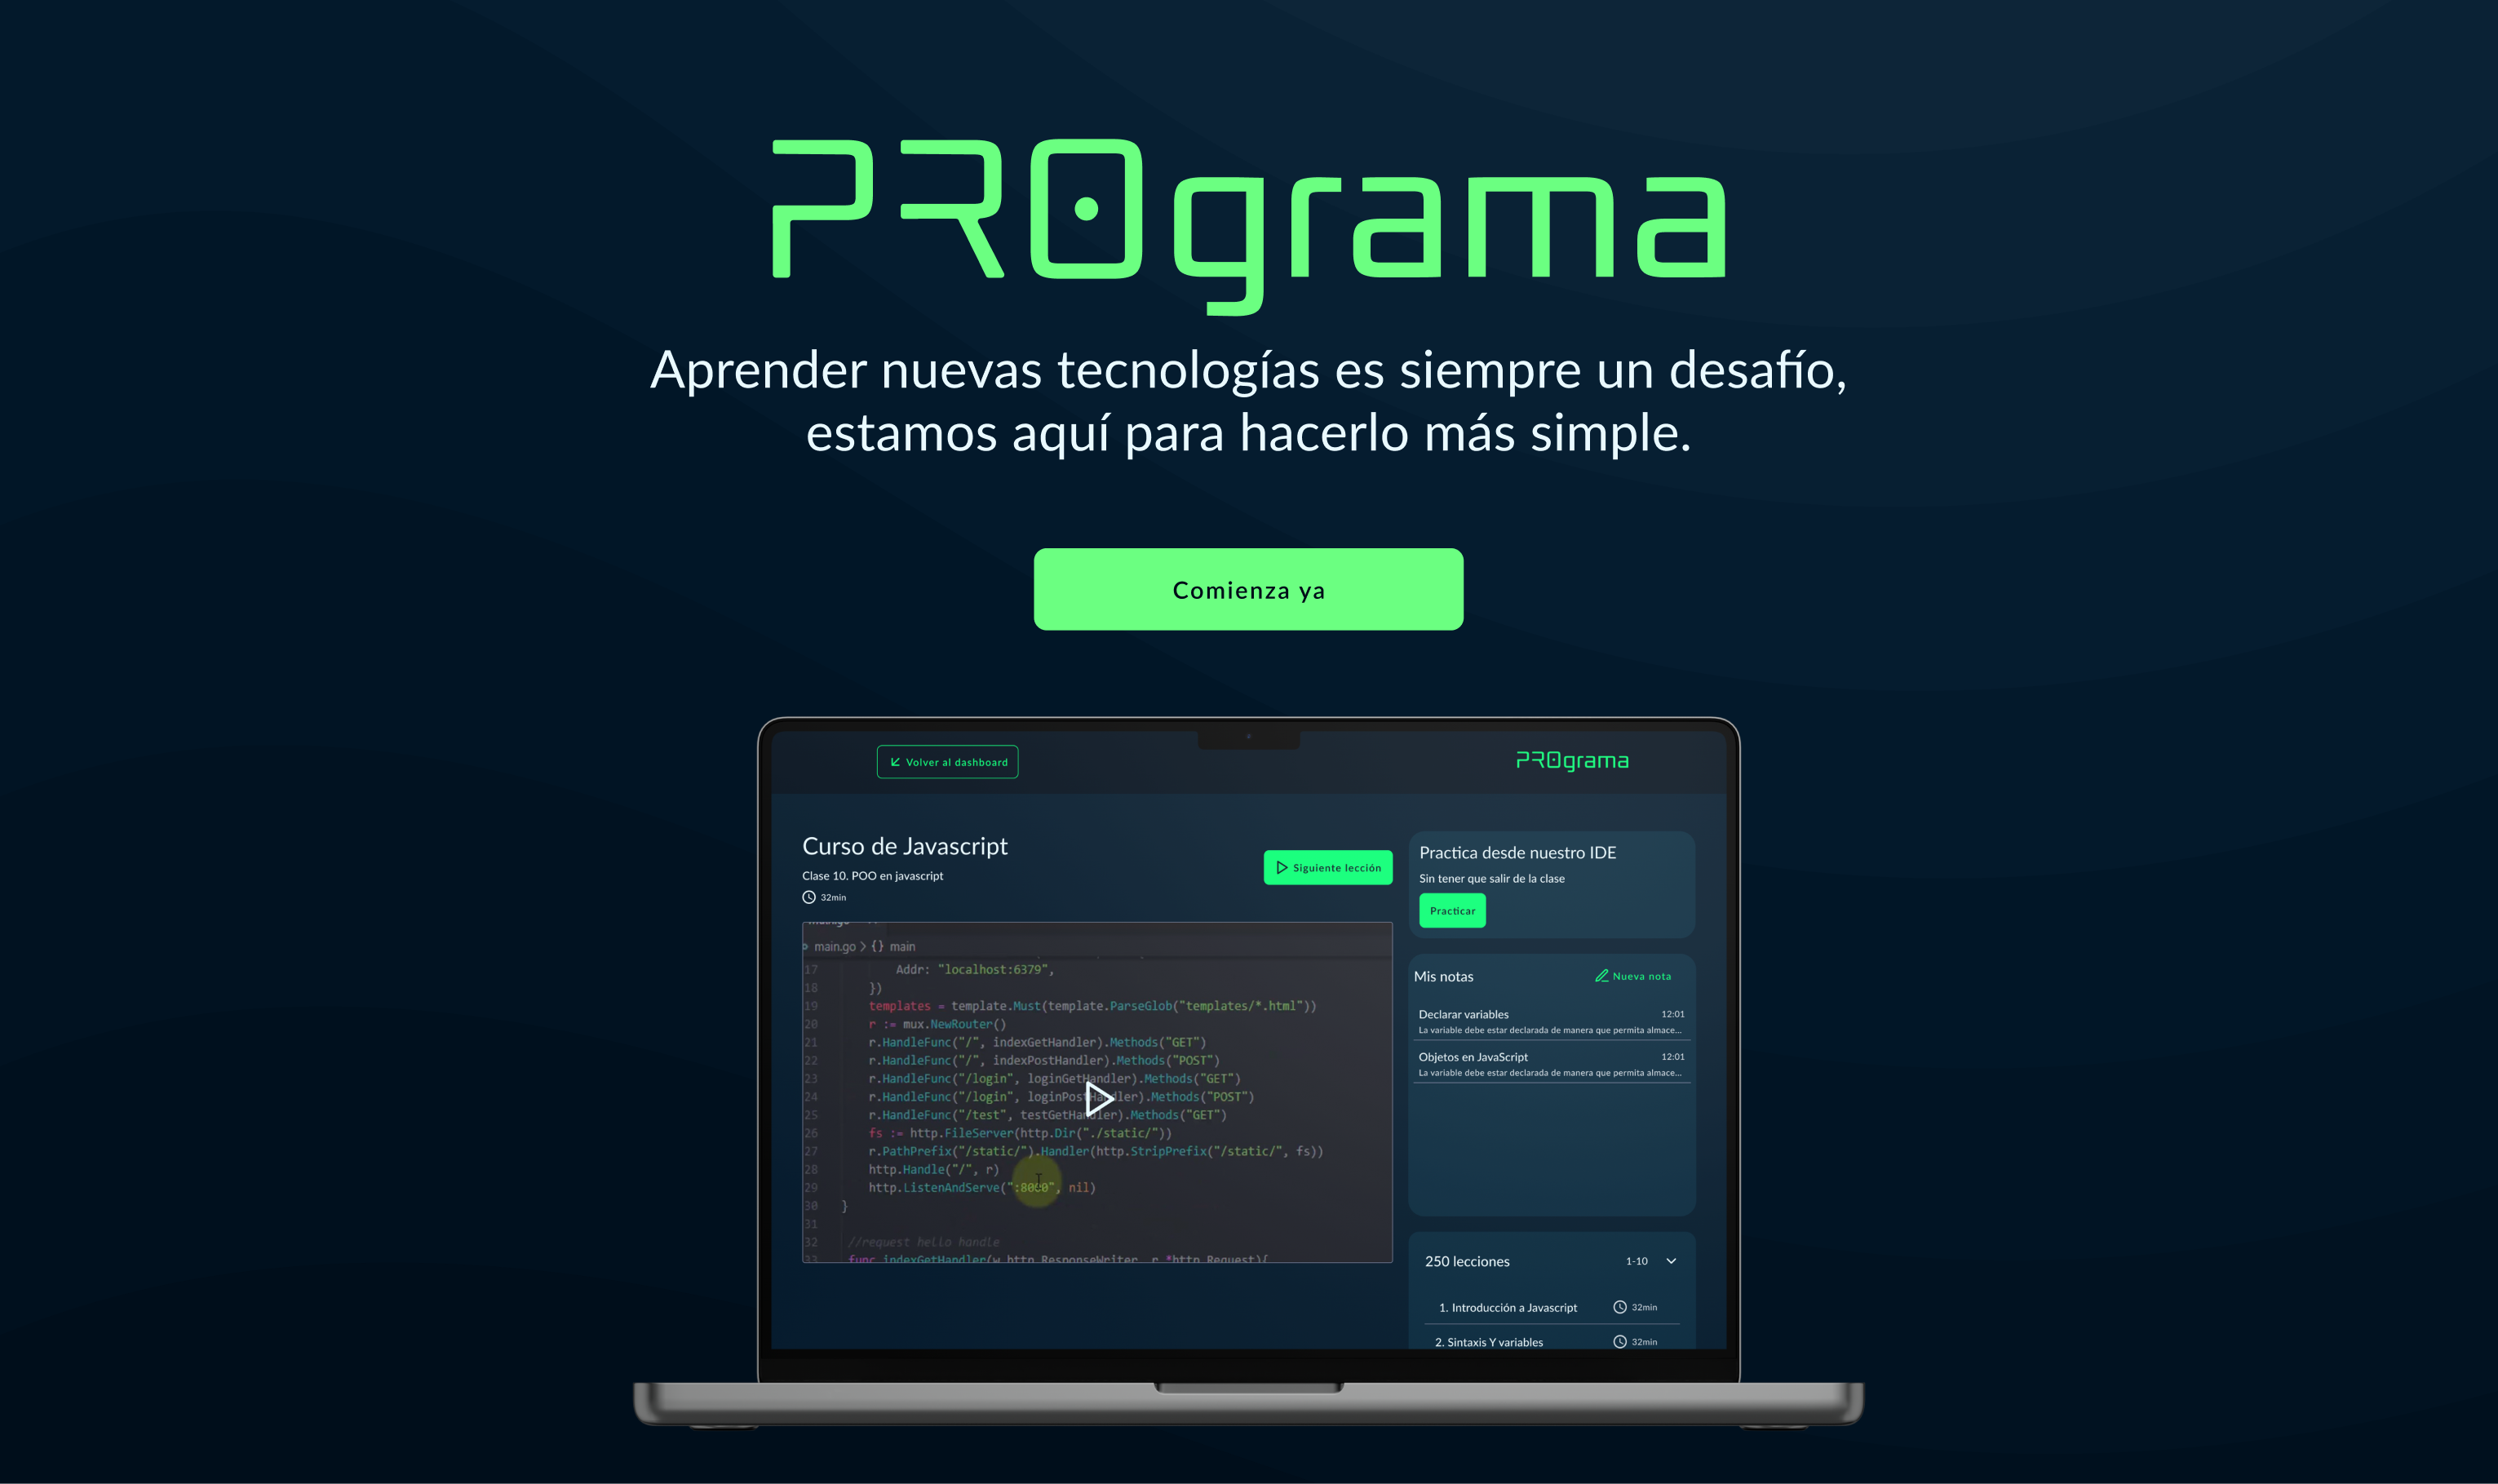 PROgrama
Aprender nuevas tecnologías es siempre un desafío,
estamos aquí para hacerlo más simple.
Comienza ya
Volver al dashboard
PROgrama
Curso de Javascript
Clase 10. POO en javascript
32min
Siguiente lección
main.go > {} main
17 Addr: "localhost:6379",
18 })
19 templates = template.Must(template.ParseGlob("templates/*.html"))
20 r := mux.NewRouter()
21 r.HandleFunc("/", indexGetHandler).Methods("GET")
22 r.HandleFunc("/", indexPostHandler).Methods("POST")
23 r.HandleFunc("/login", loginGetHandler).Methods("GET")
24 r.HandleFunc("/login", loginPostHandler).Methods("POST")
25 r.HandleFunc("/test", testGetHandler).Methods("GET")
26 fs := http.FileServer(http.Dir("./static/"))
27 r.PathPrefix("/static/").Handler(http.StripPrefix("/static/", fs))
28 http.Handle("/", r)
29 http.ListenAndServe(":8080", nil)
30 }
31
32 //request hello handle
33 func indexGetHandler(w http.ResponseWriter, r *http.Request){
Practica desde nuestro IDE
Sin tener que salir de la clase
Practicar
Mis notas
Nueva nota
Declarar variables 12:01
La variable debe estar declarada de manera que permita almace...
Objetos en JavaScript 12:01
La variable debe estar declarada de manera que permita almace...
250 lecciones 1-10
1. Introducción a Javascript 32min
2. Sintaxis Y variables 32min